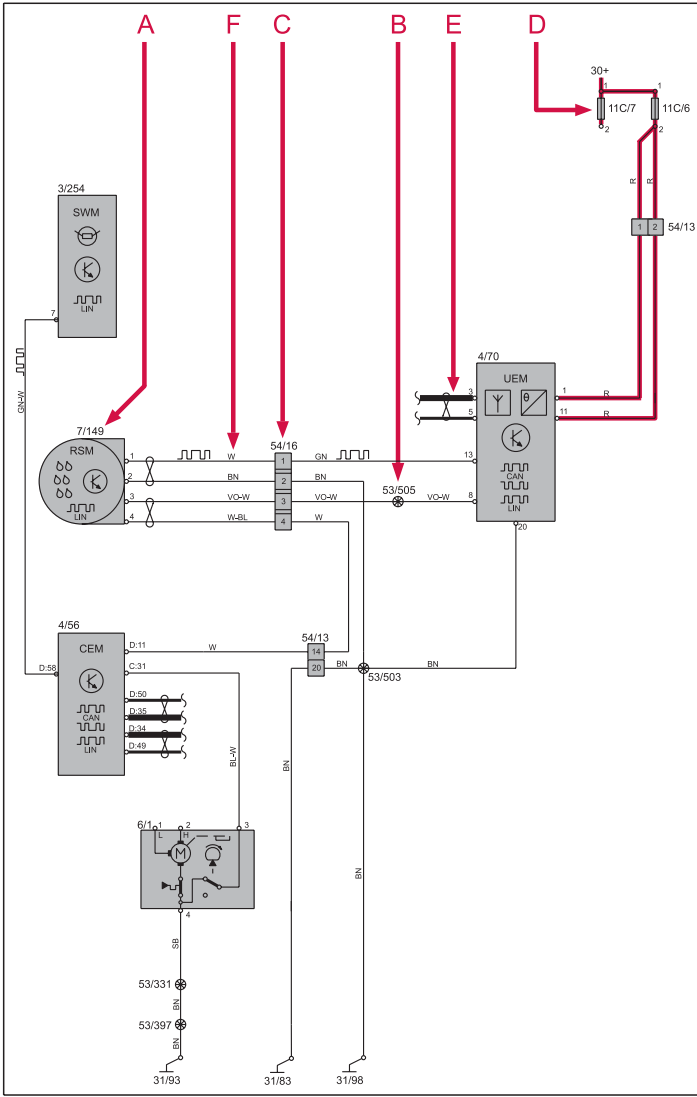 A F C B E D
30+
1 1
11C/7 11C/6
2 2
R R
1 2 54/13
3/254
SWM
LIN
7
GN-W
4/70
UEM
θ
CAN
LIN
3
5
13
8
20
1 R
11 R
7/149
RSM
LIN
1 W 1 GN
2 BN 2 BN
3 VO-W 3 VO-W 53/505 VO-W
4 W-BL 4 W
54/16
4/56
CEM
CAN
LIN
D:58
D:11 W
C:31
D:50
D:35
D:34
D:49
54/13
14
20 BN BN
53/503
BL-W
BN
BN
6/1
1 2 3
L H
M
4
SB
53/331
BN
53/397
BN
31/93 31/83 31/98